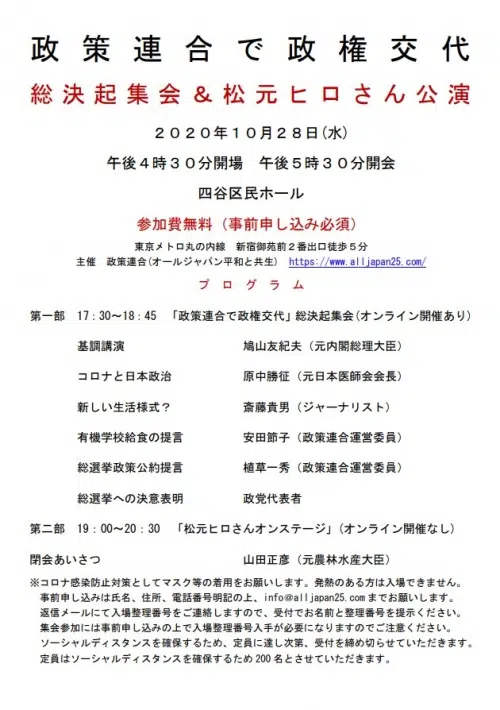 政策連合で政権交代
総決起集会＆松元ヒロさん公演
２０２０年１０月２８日(水)
午後４時３０分開場　午後５時３０分開会
四谷区民ホール
参加費無料（事前申し込み必須）
東京メトロ丸の内線　新宿御苑前２番出口徒歩５分
主催　政策連合(オールジャパン平和と共生)　https://www.alljapan25.com/
プログラム
第一部　17：30～18：45　「政策連合で政権交代」総決起集会(オンライン開催あり)
基調講演　鳩山友紀夫（元内閣総理大臣）
コロナと日本政治　原中勝征（元日本医師会会長）
新しい生活様式？　斎藤貴男（ジャーナリスト）
有機学校給食の提言　安田節子（政策連合運営委員）
総選挙政策公約提言　植草一秀（政策連合運営委員）
総選挙への決意表明　政党代表者
第二部　19：00～20：30　「松元ヒロさんオンステージ」(オンライン開催なし)
閉会あいさつ　山田正彦（元農林水産大臣）
※コロナ感染防止対策としてマスク等の着用をお願いします。発熱のある方は入場できません。
事前申し込みは氏名、住所、電話番号明記の上、info@alljapan25.comまでお願いします。
返信メールにて入場整理番号をご連絡しますので、受付でお名前と整理番号を提示ください。
集会参加には事前申し込みの上で入場整理番号入手が必要になりますのでご注意ください。
ソーシャルディスタンスを確保するため、定員に達し次第、受付を締め切らせていただきます。
定員はソーシャルディスタンスを確保するため200名とさせていただきます。